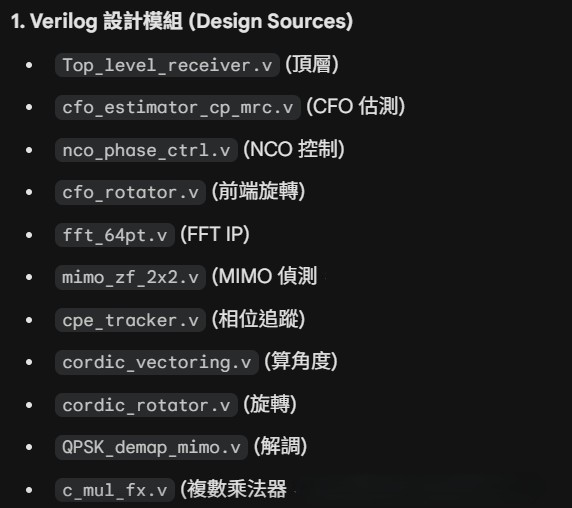 1. Verilog 設計模組 (Design Sources)
• Top_level_receiver.v (頂層)
• cfo_estimator_cp_mrc.v (CFO 估測)
• nco_phase_ctrl.v (NCO 控制)
• cfo_rotator.v (前端旋轉)
• fft_64pt.v (FFT IP)
• mimo_zf_2x2.v (MIMO 偵測
• cpe_tracker.v (相位追蹤)
• cordic_vectoring.v (算角度)
• cordic_rotator.v (旋轉)
• QPSK_demap_mimo.v (解調)
• c_mul_fx.v (複數乘法器